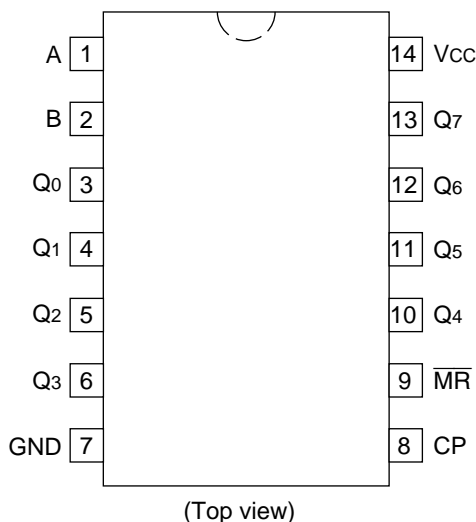 A 1 14 VCC
B 2 13 Q7
Q0 3 12 Q6
Q1 4 11 Q5
Q2 5 10 Q4
Q3 6 9 M̅R̅
GND 7 8 CP
(Top view)